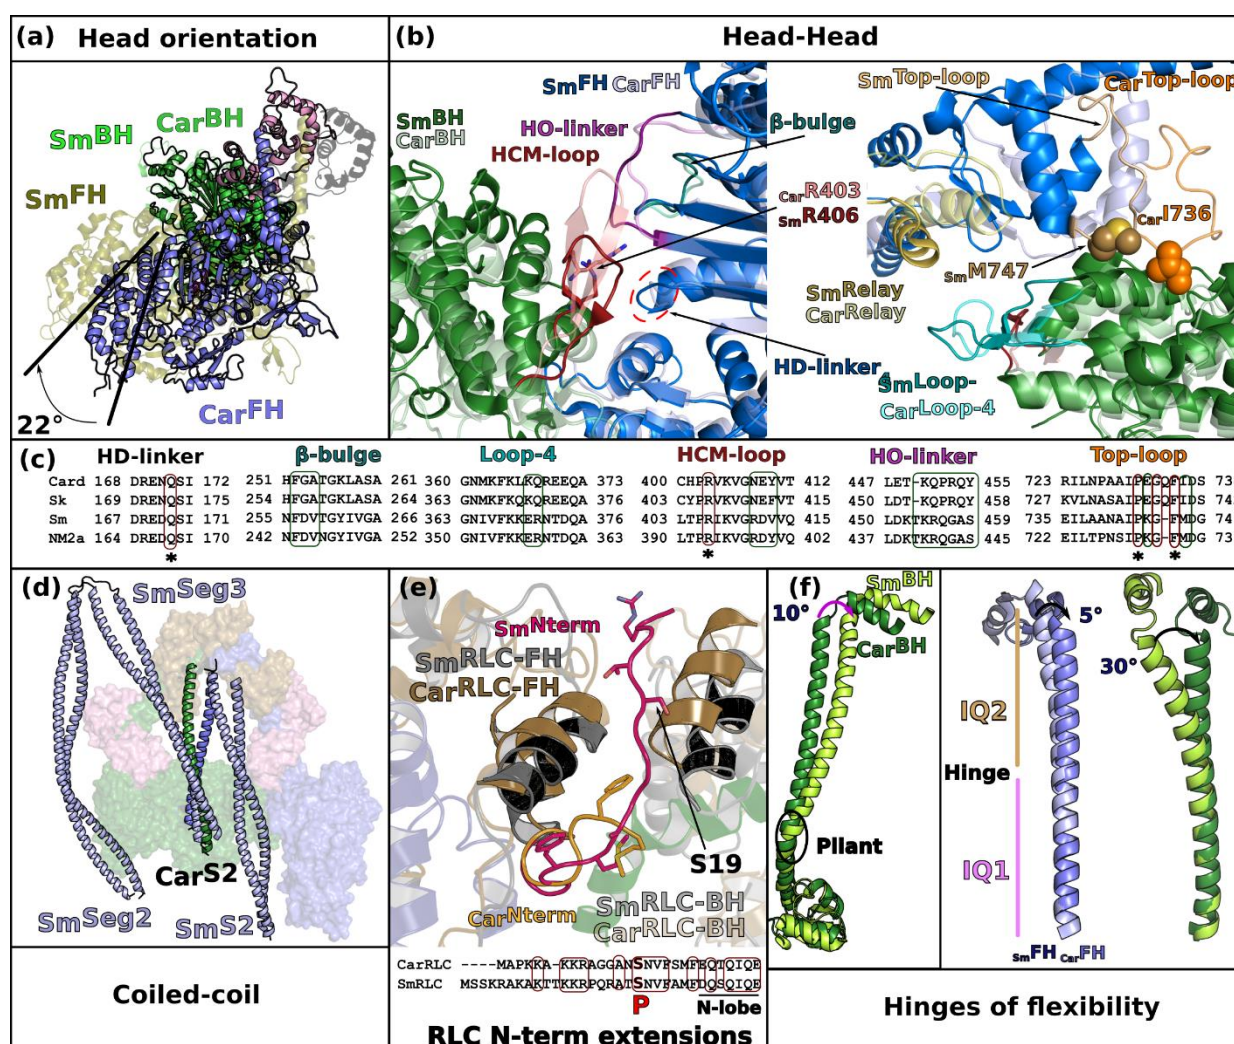 (a) Head orientation
SmBH
CarBH
SmFH
CarFH
22°
(b) Head-Head
SmFH CarFH
SmBH
CarBH
HO-linker
HCM-loop
β-bulge
CarR403
SmR406
HD-linker
SmTop-loop
CarTop-loop
CarI736
SmM747
SmRelay
CarRelay
SmLoop-4
CarLoop-4
(c) HD-linker β-bulge Loop-4 HCM-loop HO-linker Top-loop
Card 168 DRENQSI 172 251 HFGATGKLASA 261 360 GNMKFKLKQREEQA 373 400 CHPRVKVGNEYVT 412 447 LET-KQPRQY 455 723 RILNPAAIPEGQFIDS 73
Sk 169 DRENQSI 175 254 HFGATGKLASA 264 363 GNMKFKQKQREEQA 376 403 CYPRVKVGNEFVT 415 450 LDT-KQPRQY 458 727 KVLNASAIPEGQFIDS 74
Sm 167 DREDQSI 171 255 NFDVTGYIVGA 266 363 GNIVFKKERNTDQA 376 403 LTPRIKVGRDVVQ 415 450 LDKTKRQGAS 459 735 EILAANAIPKG-FMDG 74
NM2a 164 DREDQSI 170 242 NFDVNGYIVGA 252 350 GNIVFKKERNTDQA 363 390 LTPRIKVGRDYVQ 402 437 LDKTKRQGAS 445 722 EILTPNSIPKG-FMDG 73
* * * *
(d)
SmSeg3
CarS2
SmSeg2
SmS2
Coiled-coil
(e)
SmNterm
SmRLC-FH
CarRLC-FH
S19
CarNterm
SmRLC-BH
CarRLC-BH
CarRLC ----MAPKKA-KKRAGGANSNVFSMFEQTQIQE
SmRLC MSSKRAKAKTTKKRPQRATSNVFAMFDQSQIQE
P N-lobe
RLC N-term extensions
(f)
SmBH
10°
CarBH
Pliant
5°
30°
IQ2
Hinge
IQ1
SmFH CarFH
Hinges of flexibility